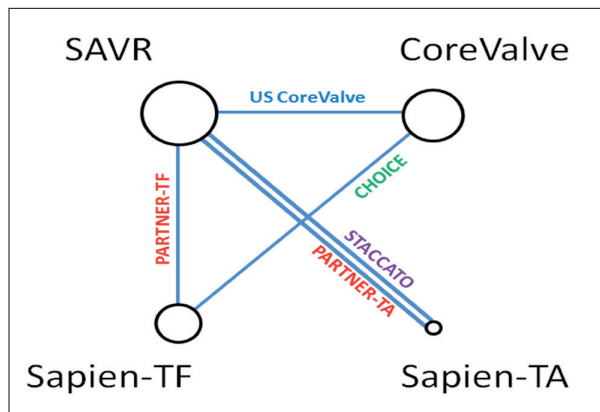 SAVR
CoreValve
US CoreValve
PARTNER-TF
CHOICE
STACCATO
PARTNER-TA
Sapien-TF
Sapien-TA